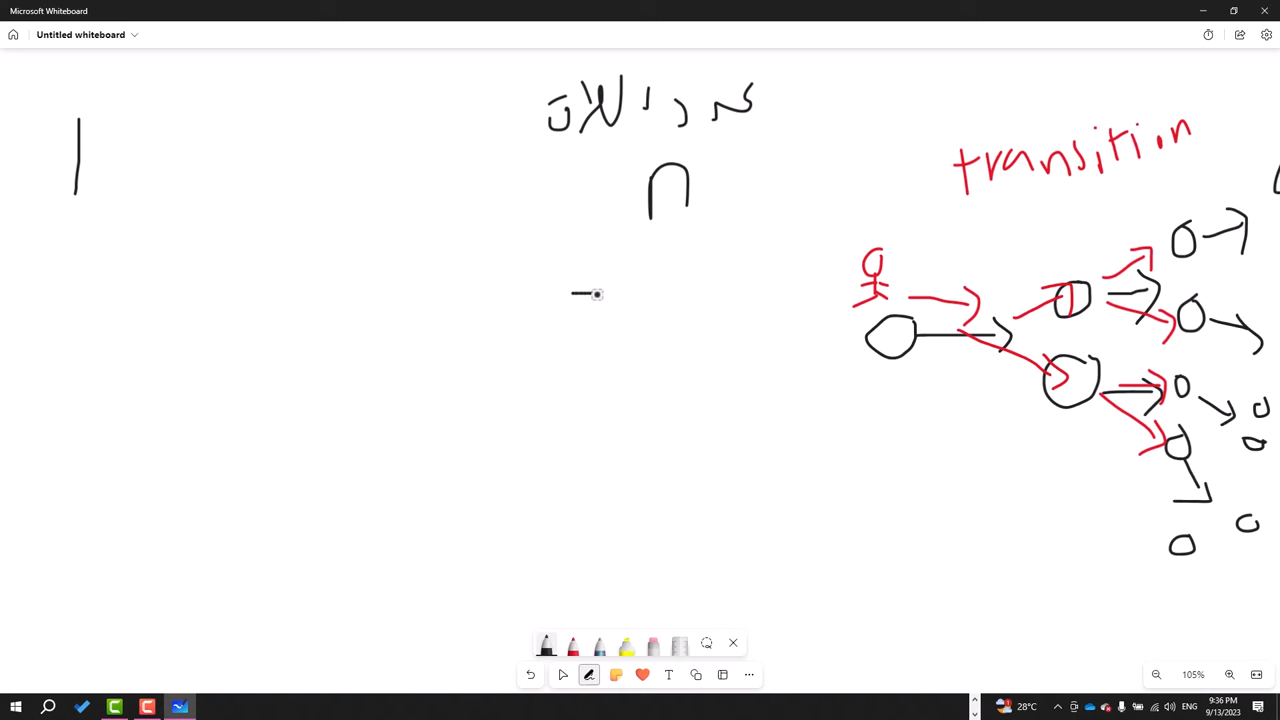 Microsoft Whiteboard
Untitled whiteboard
transition
n
105%
28°C
ENG
9:36 PM
9/13/2023